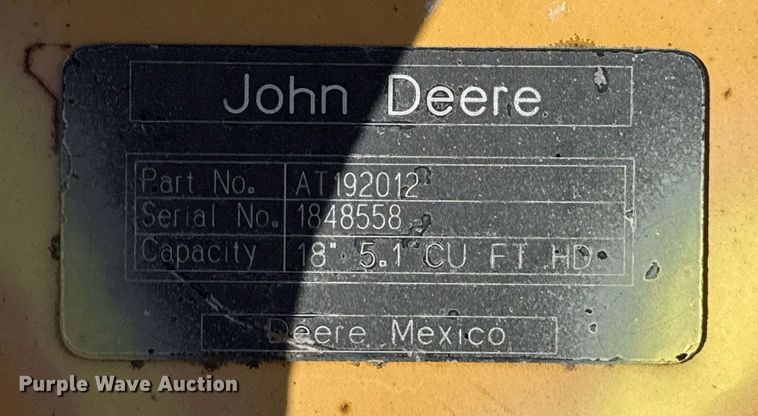 John Deere
Part No. AT192012
Serial No. 1848558
Capacity 18" 5.1 CU FT HD
Deere Mexico
Purple Wave Auction